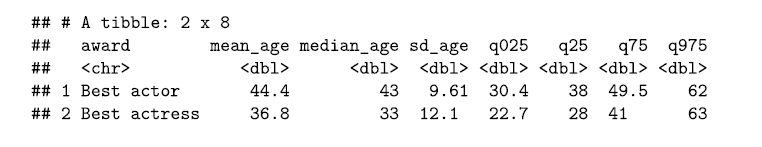 ## # A tibble: 2 x 8
##   award        mean_age median_age sd_age  q025   q25   q75  q975
##   <chr>           <dbl>      <dbl>  <dbl> <dbl> <dbl> <dbl> <dbl>
## 1 Best actor       44.4         43   9.61  30.4    38  49.5    62
## 2 Best actress     36.8         33  12.1   22.7    28  41      63